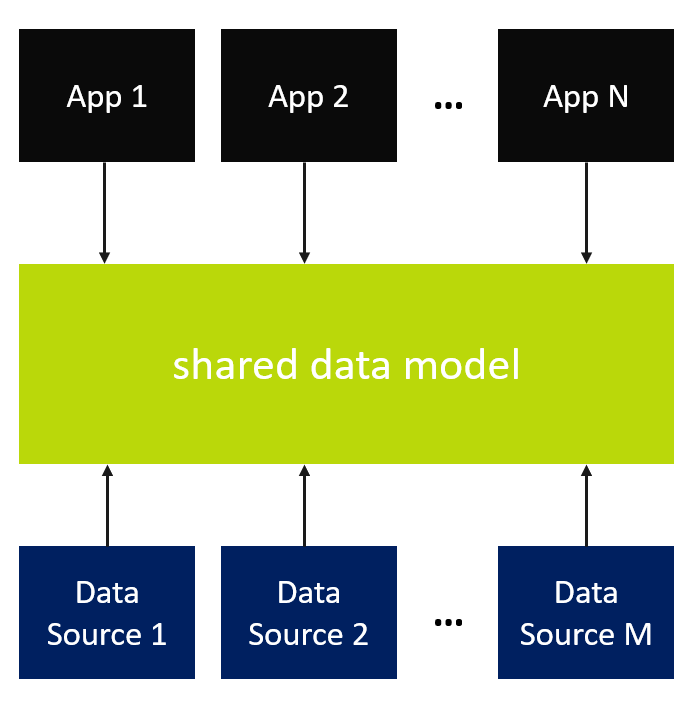 App 1
App 2
...
App N
shared data model
Data
Source 1
Data
Source 2
...
Data
Source M